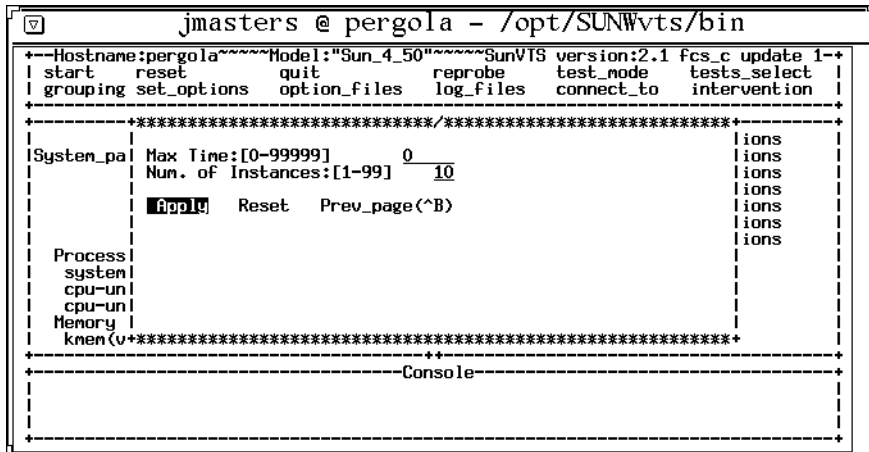 jmasters @ pergola - /opt/SUNWvts/bin
+--Hostname:pergola~~~~~Model:"Sun_4_50"~~~~~SunVTS version:2.1 fcs_c update 1-+
| start reset quit reprobe test_mode tests_select |
| grouping set_options option_files log_files connect_to intervention |
| ions |
|System_pa| Max Time:[0-99999] 0 | ions |
| Num. of Instances:[1-99] 10 | ions |
| ions |
| Apply Reset Prev_page(^B) | ions |
| ions |
| ions |
Process
system
cpu-un
cpu-un
Memory
kmem(v
Console